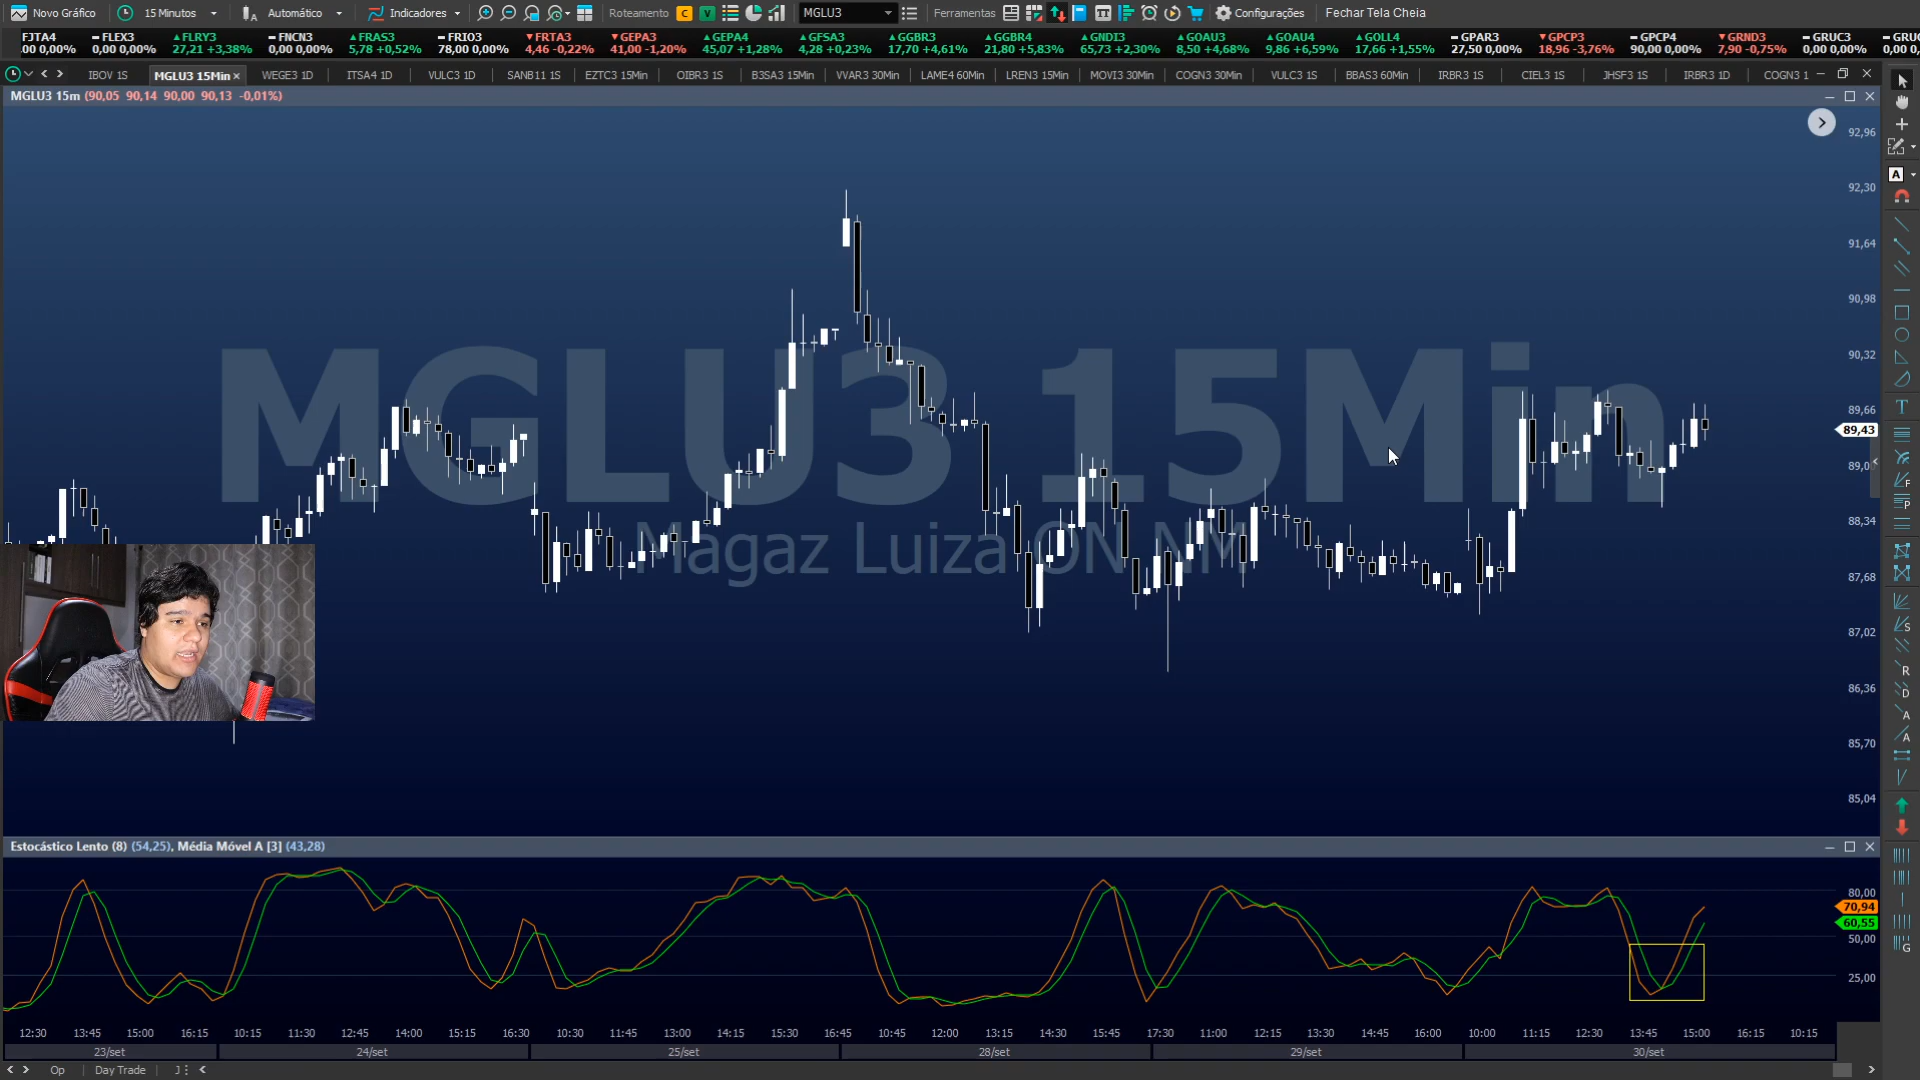 Novo Gráfico 15 Minutos Automático Indicadores Roteamento C V MGLU3 Ferramentas Configurações Fechar Tela Cheia
FJTA4 FLEX3 FLRY3 FNCN3 FRAS3 FRIO3 FRTA3 GEPA3 GEPA4 GFSA3 GGBR3 GGBR4 GNDI3 GOAU3 GOAU4 GOLL4 GPAR3 GPCP3 GPCP4 GRND3 GRUC3
,00 0,00% 0,00 0,00% 27,21 +3,38% 0,00 0,00% 5,78 +0,52% 78,00 0,00% 4,46 -0,22% 41,00 -1,20% 45,07 +1,28% 4,28 +0,23% 17,70 +4,61% 21,80 +5,83% 65,73 +2,30% 8,50 +4,68% 9,86 +6,59% 17,66 +1,55% 27,50 0,00% 18,96 -3,76% 90,00 0,00% 7,90 -0,75% 0,00 0,00% 0,00
IBOV 1S MGLU3 15Min WEGE3 1D ITSA4 1D VULC3 1D SANB11 1S EZTC3 15Min OIBR3 1S B3SA3 15Min VVAR3 30Min LAME4 60Min LREN3 15Min MOVI3 30Min COGN3 30Min VULC3 1S BBAS3 60Min IRBR3 1S CIEL3 1S JHSF3 1S IRBR3 1D COGN3 1
MGLU3 15m (90,05 90,14 90,00 90,13 -0,01%)
92,96
92,30
91,64
90,98
90,32
89,66
89,43
89,0
88,34
87,68
87,02
86,36
85,70
85,04
MGLU3 15Min
Magaz Luiza ON NM
Estocástico Lento (8) (54,25), Média Móvel A [3] (43,28)
80,00
70,94
60,55
50,00
25,00
12:30 13:45 15:00 16:15 10:15 11:30 12:45 14:00 15:15 16:30 10:30 11:45 13:00 14:15 15:30 16:45 10:45 12:00 13:15 14:30 15:45 17:30 11:00 12:15 13:30 14:45 16:00 10:00 11:15 12:30 13:45 15:00 16:15 10:15
23/set 24/set 25/set 28/set 29/set 30/set
Op Day Trade J